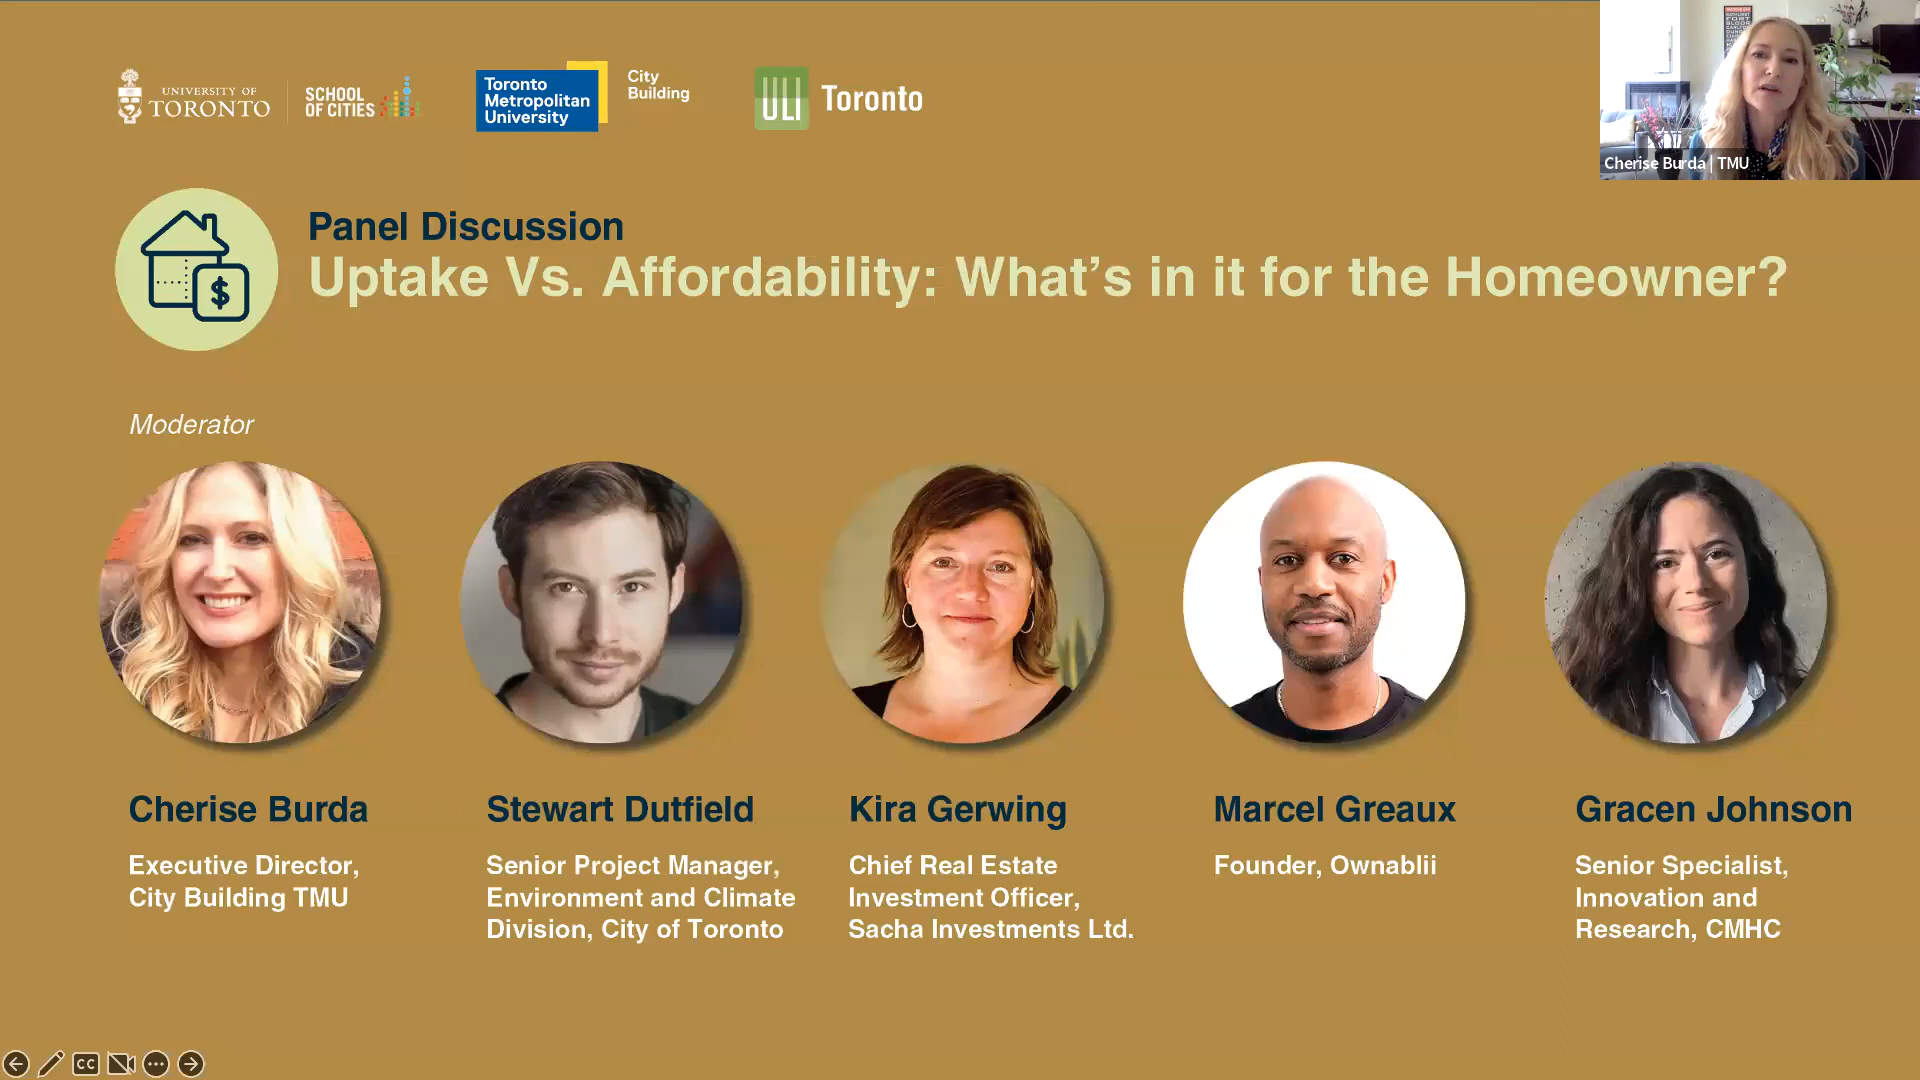 UNIVERSITY OF
TORONTO
SCHOOL
OF CITIES
Toronto
Metropolitan
University
City
Building
ULI Toronto
Cherise Burda | TMU
Panel Discussion
Uptake Vs. Affordability: What’s in it for the Homeowner?
$
Moderator
Cherise Burda
Executive Director,
City Building TMU
Stewart Dutfield
Senior Project Manager,
Environment and Climate
Division, City of Toronto
Kira Gerwing
Chief Real Estate
Investment Officer,
Sacha Investments Ltd.
Marcel Greaux
Founder, Ownablii
Gracen Johnson
Senior Specialist,
Innovation and
Research, CMHC
CC